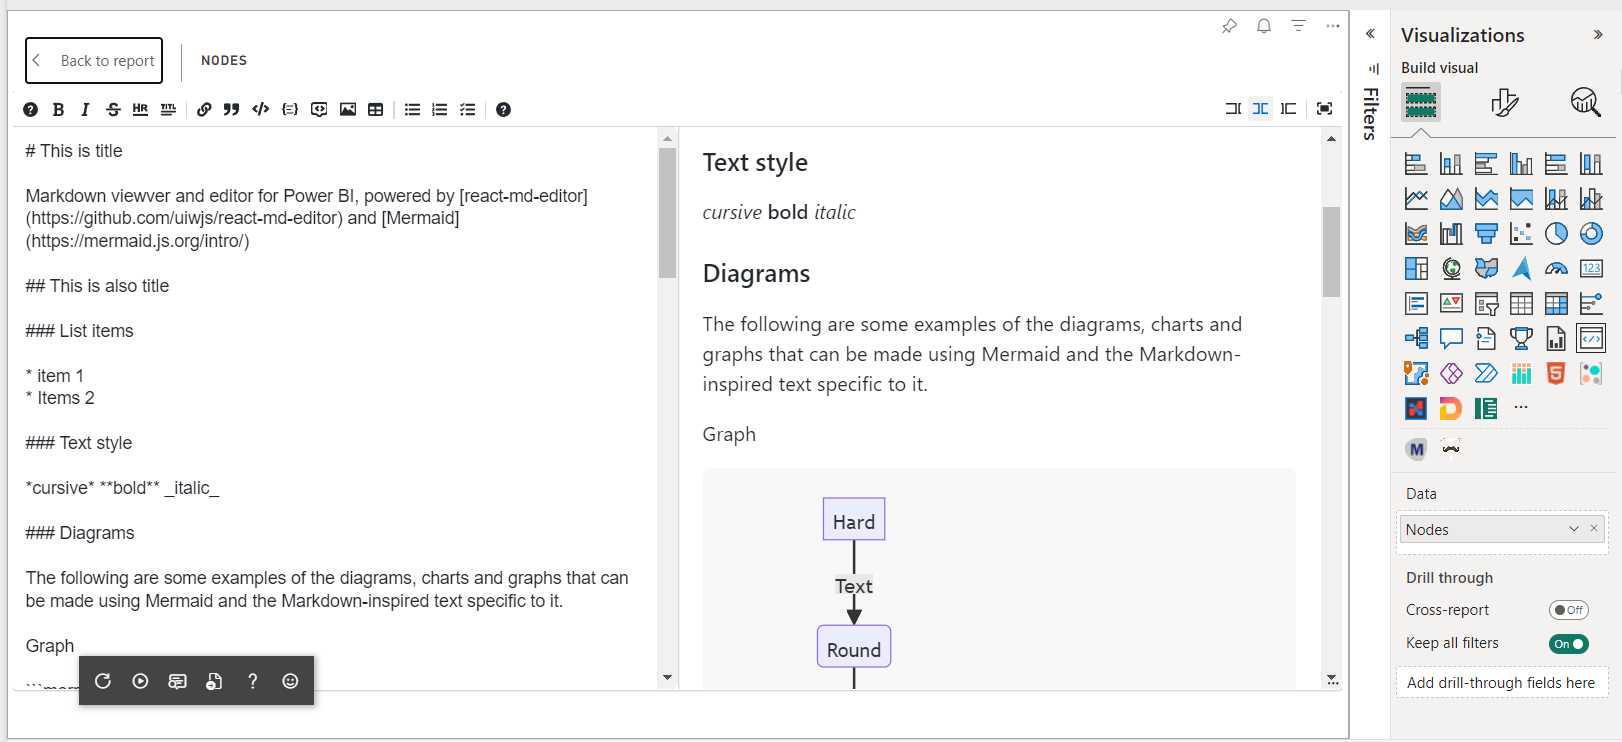 Back to report
NODES
# This is title
Markdown viewver and editor for Power BI, powered by [react-md-editor]
(https://github.com/uiwjs/react-md-editor) and [Mermaid]
(https://mermaid.js.org/intro/)
## This is also title
### List items
* item 1
* Items 2
### Text style
*cursive* **bold** _italic_
### Diagrams
The following are some examples of the diagrams, charts and graphs that can
be made using Mermaid and the Markdown-inspired text specific to it.
Graph
Text style
cursive bold italic
Diagrams
The following are some examples of the diagrams, charts and
graphs that can be made using Mermaid and the Markdown-
inspired text specific to it.
Graph
Hard
Text
Round
Filters
Visualizations
Build visual
123
Data
Nodes
Drill through
Cross-report
Off
Keep all filters
On
Add drill-through fields here